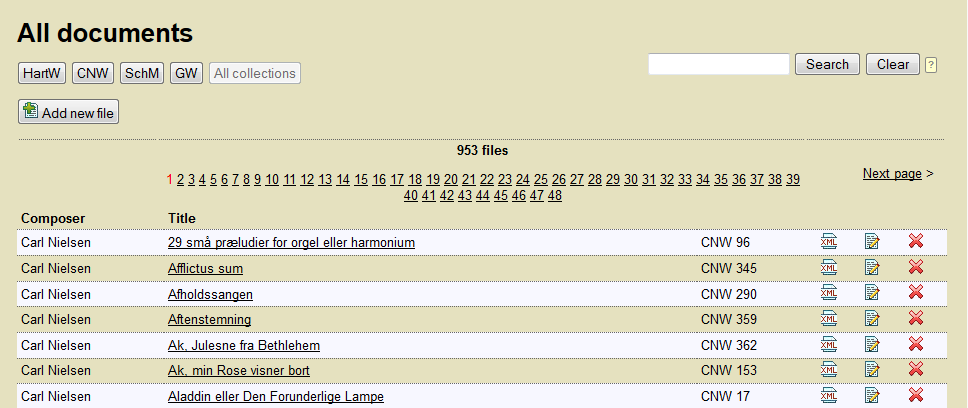 All documents
HartW CNW SchM GW All collections Search Clear ?
Add new file
953 files
1 2 3 4 5 6 7 8 9 10 11 12 13 14 15 16 17 18 19 20 21 22 23 24 25 26 27 28 29 30 31 32 33 34 35 36 37 38 39 Next page >
40 41 42 43 44 45 46 47 48
Composer Title
Carl Nielsen 29 små præludier for orgel eller harmonium CNW 96 XML
Carl Nielsen Afflictus sum CNW 345 XML
Carl Nielsen Afholdssangen CNW 290 XML
Carl Nielsen Aftenstemning CNW 359 XML
Carl Nielsen Ak, Julesne fra Bethlehem CNW 362 XML
Carl Nielsen Ak, min Rose visner bort CNW 153 XML
Carl Nielsen Aladdin eller Den Forunderlige Lampe CNW 17 XML